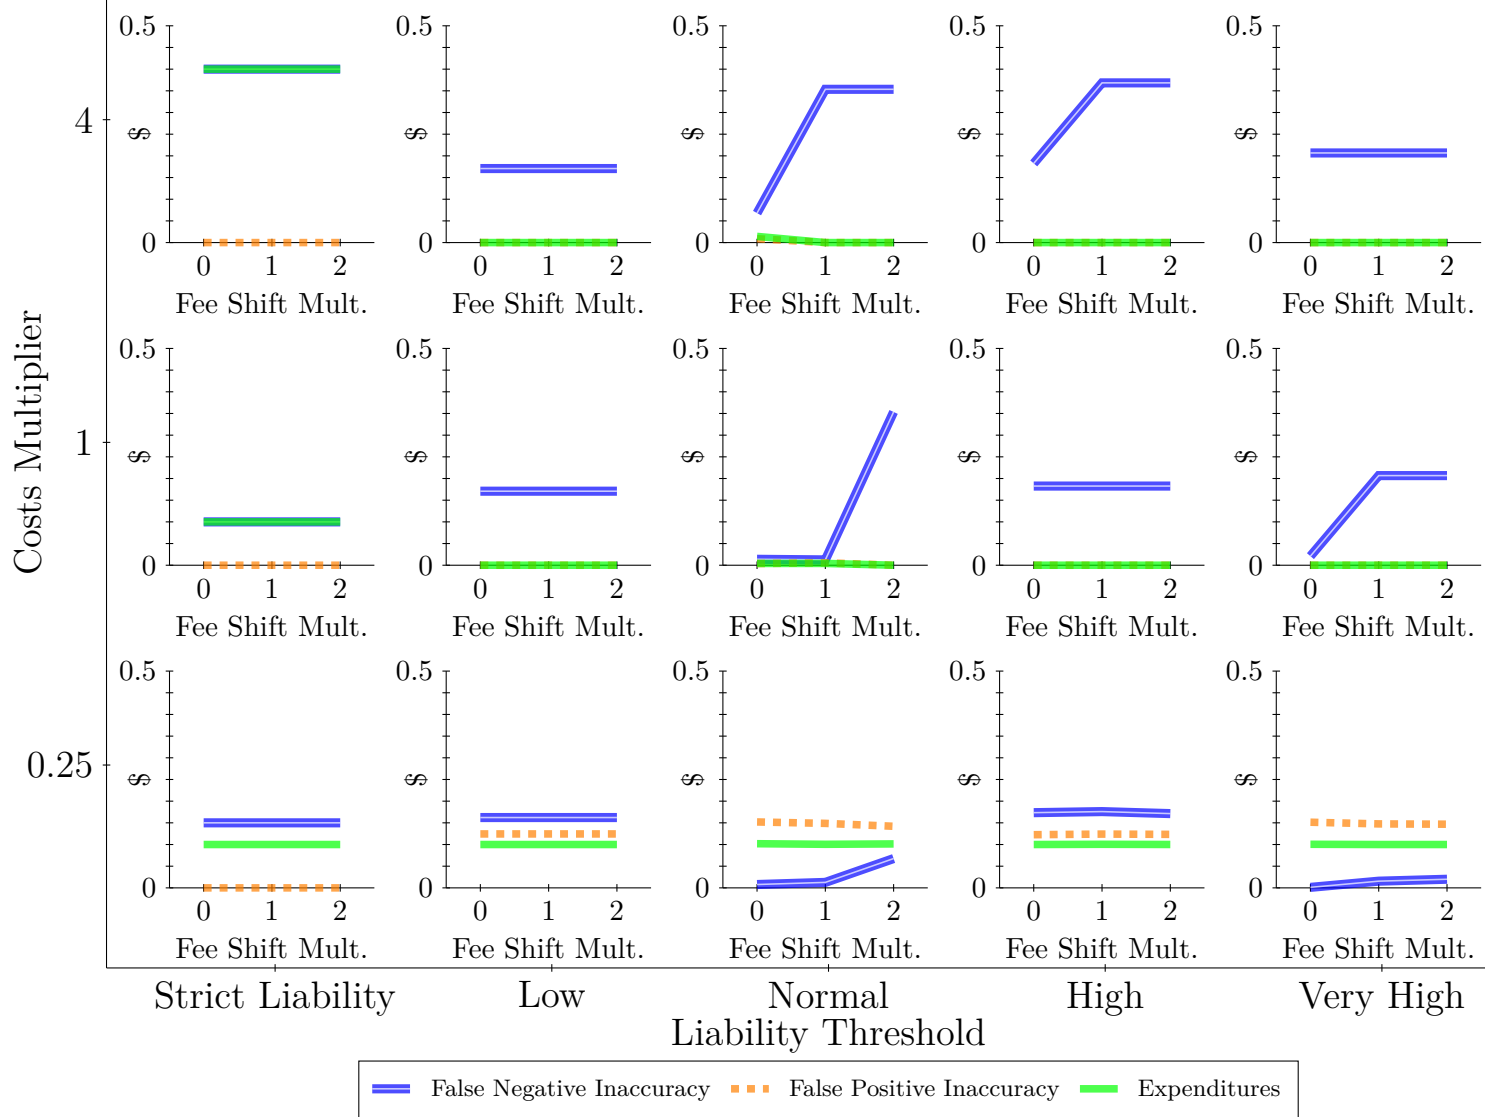 0.5 0.5 0.5 0.5 0.5
4
$ $ $ $ $
0 0 0 0 0
0 1 2 0 1 2 0 1 2 0 1 2 0 1 2
Fee Shift Mult. Fee Shift Mult. Fee Shift Mult. Fee Shift Mult. Fee Shift Mult.
Costs Multiplier
0.5 0.5 0.5 0.5 0.5
1
$ $ $ $ $
0 0 0 0 0
0 1 2 0 1 2 0 1 2 0 1 2 0 1 2
Fee Shift Mult. Fee Shift Mult. Fee Shift Mult. Fee Shift Mult. Fee Shift Mult.
0.5 0.5 0.5 0.5 0.5
0.25
$ $ $ $ $
0 0 0 0 0
0 1 2 0 1 2 0 1 2 0 1 2 0 1 2
Fee Shift Mult. Fee Shift Mult. Fee Shift Mult. Fee Shift Mult. Fee Shift Mult.
Strict Liability Low Normal High Very High
Liability Threshold
False Negative Inaccuracy False Positive Inaccuracy Expenditures